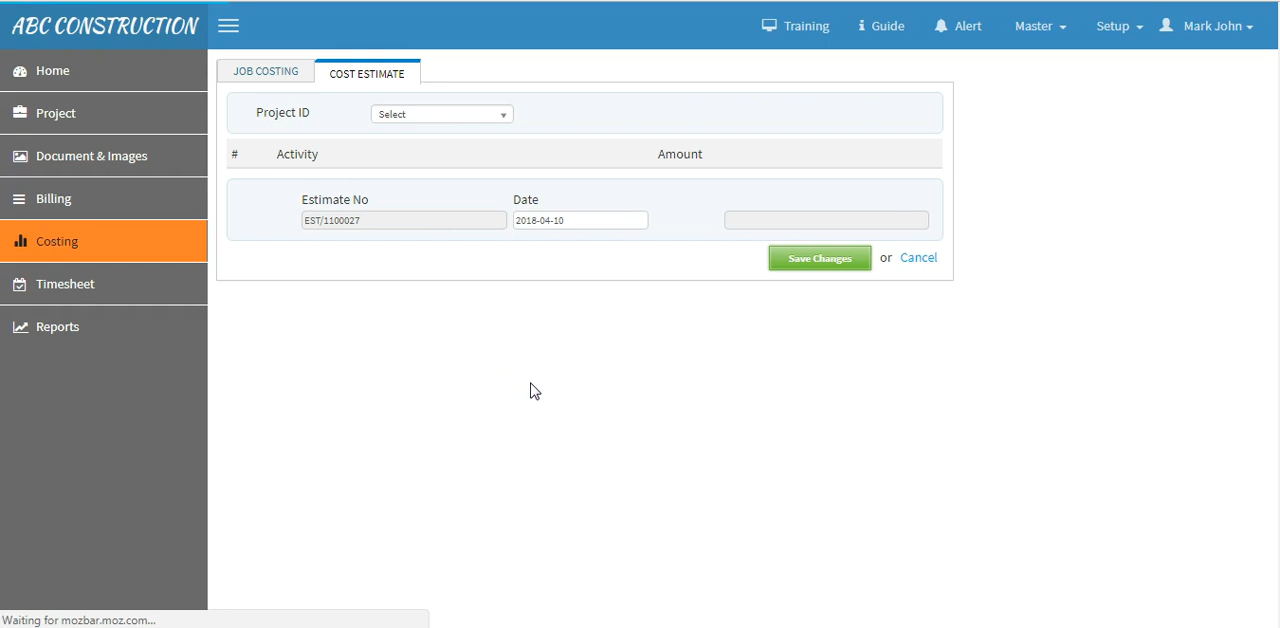 ABC CONSTRUCTION
Training Guide Alert Master Setup Mark John
Home
Project
Document & Images
Billing
Costing
Timesheet
Reports
JOB COSTING COST ESTIMATE
Project ID Select
# Activity Amount
Estimate No Date
EST/1100027 2018-04-10
Save Changes or Cancel
Waiting for mozbar.moz.com...